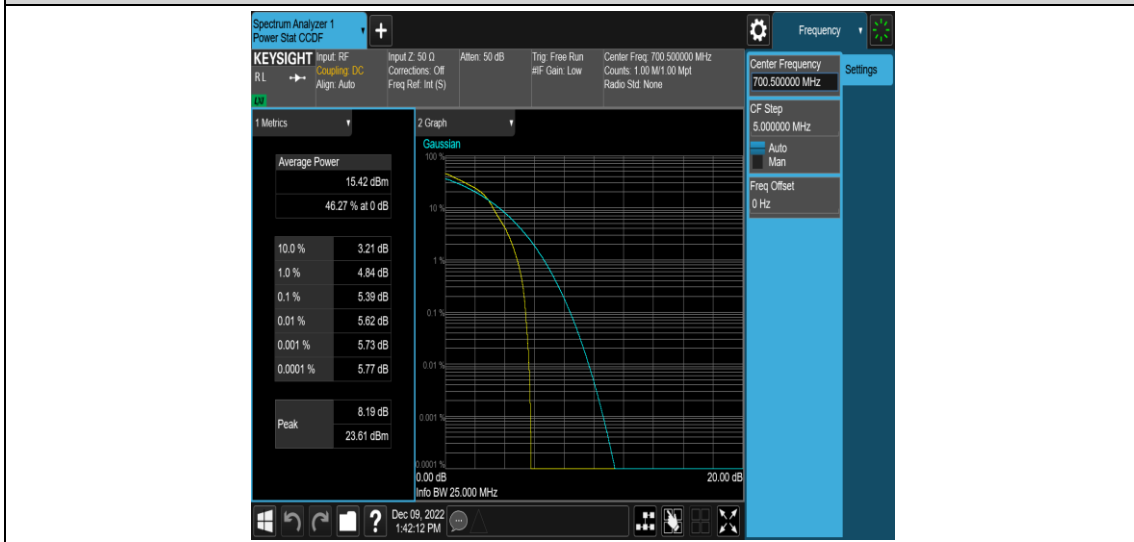 Spectrum Analyzer 1
Power Stat CCDF
+
Frequency
KEYSIGHT
RL
LXI
Input: RF
Coupling: DC
Align: Auto
Input Z: 50 Ω
Corrections: Off
Freq Ref: Int (S)
Atten: 50 dB
Trig: Free Run
#IF Gain: Low
Center Freq: 700.500000 MHz
Counts: 1.00 M/1.00 Mpt
Radio Std: None
Center Frequency
700.500000 MHz
Settings
CF Step
5.000000 MHz
Auto
Man
Freq Offset
0 Hz
1 Metrics
Average Power
15.42 dBm
46.27 % at 0 dB
10.0 % 3.21 dB
1.0 % 4.84 dB
0.1 % 5.39 dB
0.01 % 5.62 dB
0.001 % 5.73 dB
0.0001 % 5.77 dB
Peak
8.19 dB
23.61 dBm
2 Graph
Gaussian
100 %
10 %
1 %
0.1 %
0.01 %
0.001 %
0.0001 %
0.00 dB 20.00 dB
Info BW 25.000 MHz
?
Dec 09, 2022
1:42:12 PM